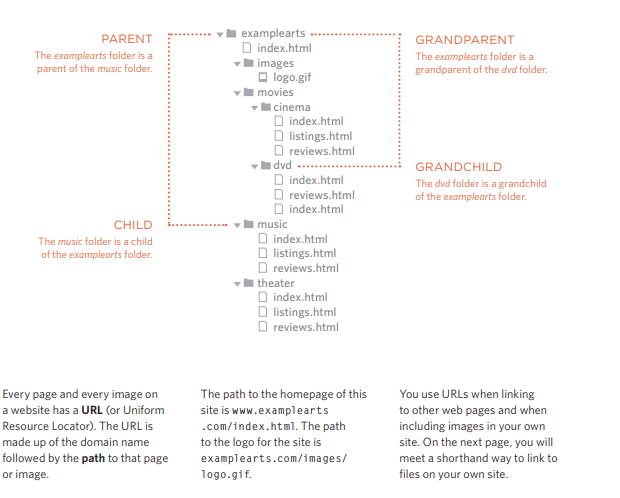 PARENT
The examplearts folder is a
parent of the music folder.
examplearts
index.html
images
logo.gif
movies
cinema
index.html
listings.html
reviews.html
dvd
index.html
reviews.html
index.html
music
index.html
listings.html
reviews.html
theater
index.html
listings.html
reviews.html
GRANDPARENT
The examplearts folder is a
grandparent of the dvd folder.
GRANDCHILD
The dvd folder is a grandchild
of the examplearts folder.
CHILD
The music folder is a child
of the examplearts folder.
Every page and every image on
a website has a URL (or Uniform
Resource Locator). The URL is
made up of the domain name
followed by the path to that page
or image.
The path to the homepage of this
site is www.examplearts
.com/index.html. The path
to the logo for the site is
examplearts.com/images/
logo.gif.
You use URLs when linking
to other web pages and when
including images in your own
site. On the next page, you will
meet a shorthand way to link to
files on your own site.